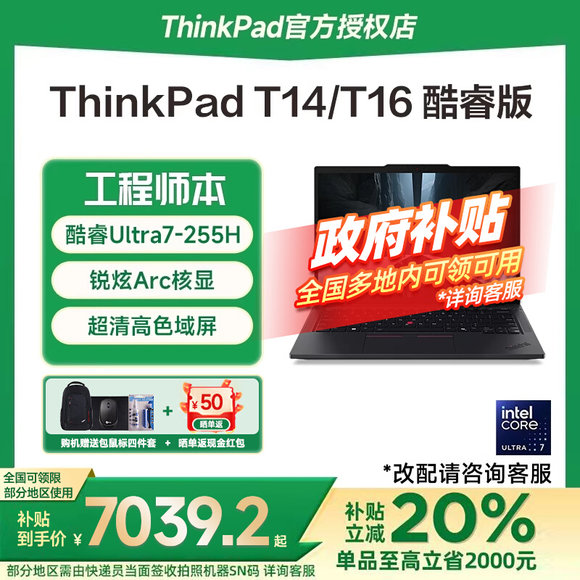 ThinkPad官方授权店
ThinkPad T14/T16 酷睿版
工程师本
酷睿Ultra7-255H
锐炫Arc核显
超清高色域屏
政府补贴
全国多地内可领可用
*详询客服
+
¥50
晒单返
购机赠送包鼠标四件套 + 晒单返现金红包
intel
CORE
ULTRA 7
*改配请咨询客服
全国可领限
部分地区使用
补贴
到手价 ¥7039.2起
补贴
立减 20%
单品至高立省2000元
部分地区需由快递员当面签收拍照机器SN码 详询客服